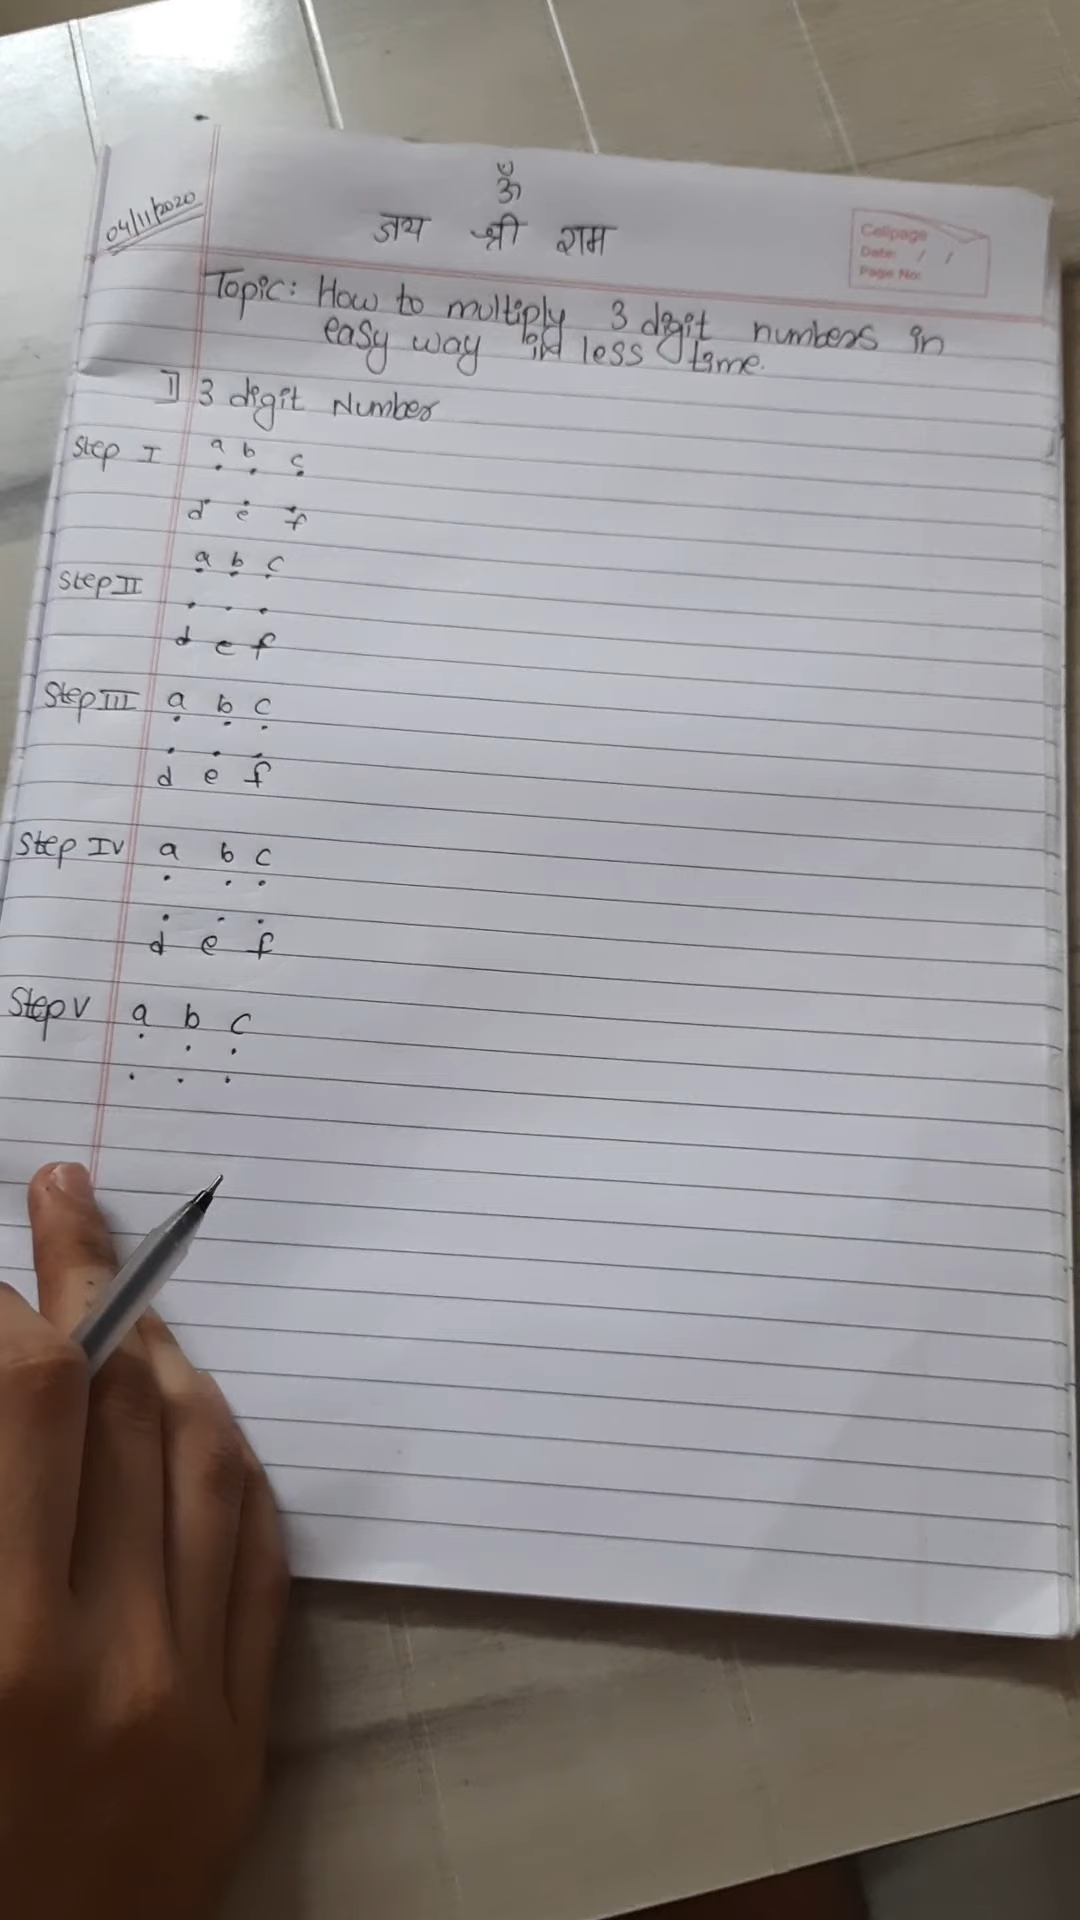 ॐ
04/11/2020
जय श्री राम
Cellpage
Date: / /
Page No:
Topic: How to multiply 3 digit numbers in
easy way in less time.
1] 3 digit Number
Step I a b c
d e f
a b c
Step II
d e f
Step III a b c
d e f
Step IV a b c
d e f
Step V a b c